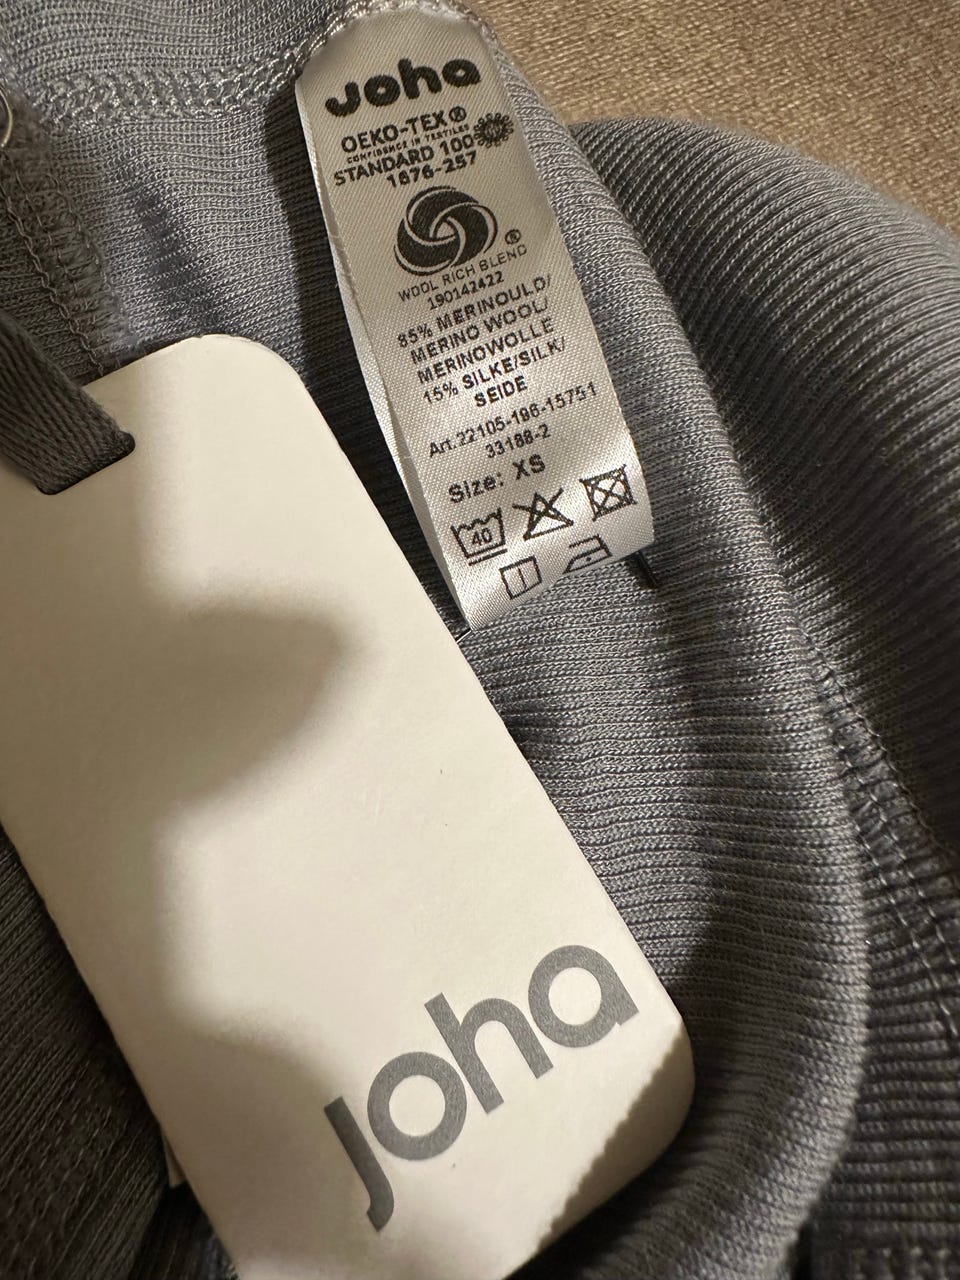 Joha
OEKO-TEX®
CONFIDENCE IN TEXTILES
STANDARD 100
1076-257
®
WOOL RICH BLEND
190142422
85% MERINOULD/
MERINO WOOL/
MERINOWOLLE
15% SILKE/SILK/
SEIDE
Art.22105-196-15751
33188-2
Size: XS
40
joha